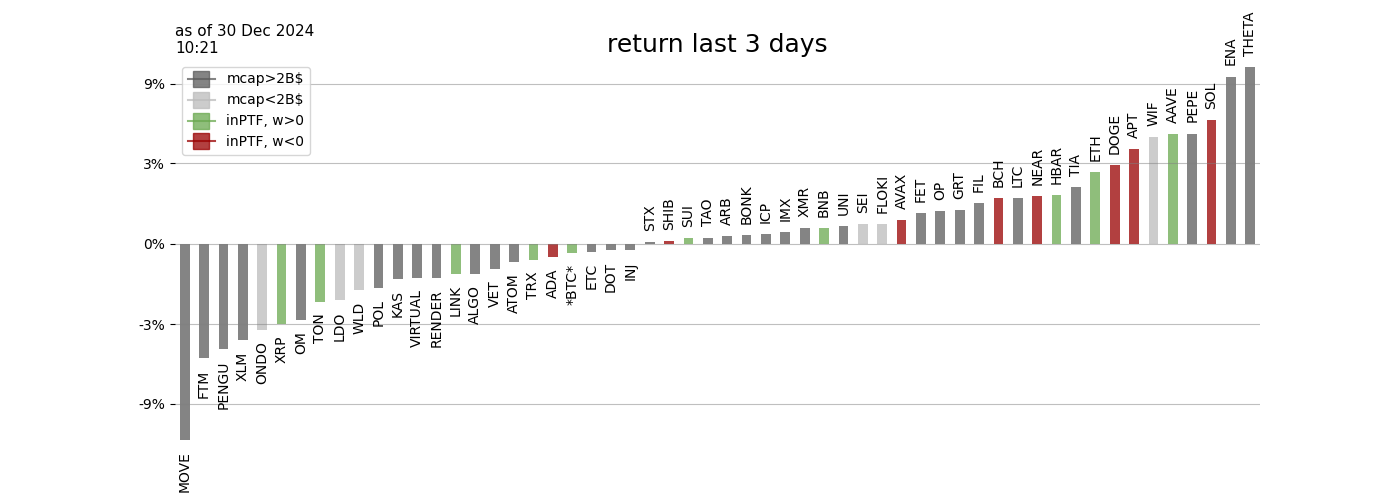 as of 30 Dec 2024
10:21
return last 3 days
mcap>2B$
mcap<2B$
inPTF, w>0
inPTF, w<0
9%
3%
0%
-3%
-9%
MOVE
FTM
PENGU
XLM
ONDO
XRP
OM
TON
LDO
WLD
POL
KAS
VIRTUAL
RENDER
LINK
ALGO
VET
ATOM
TRX
ADA
*BTC*
ETC
DOT
INJ
STX
SHIB
SUI
TAO
ARB
BONK
ICP
IMX
XMR
BNB
UNI
SEI
FLOKI
AVAX
FET
OP
GRT
FIL
BCH
LTC
NEAR
HBAR
TIA
ETH
DOGE
APT
WIF
AAVE
PEPE
SOL
ENA
THETA